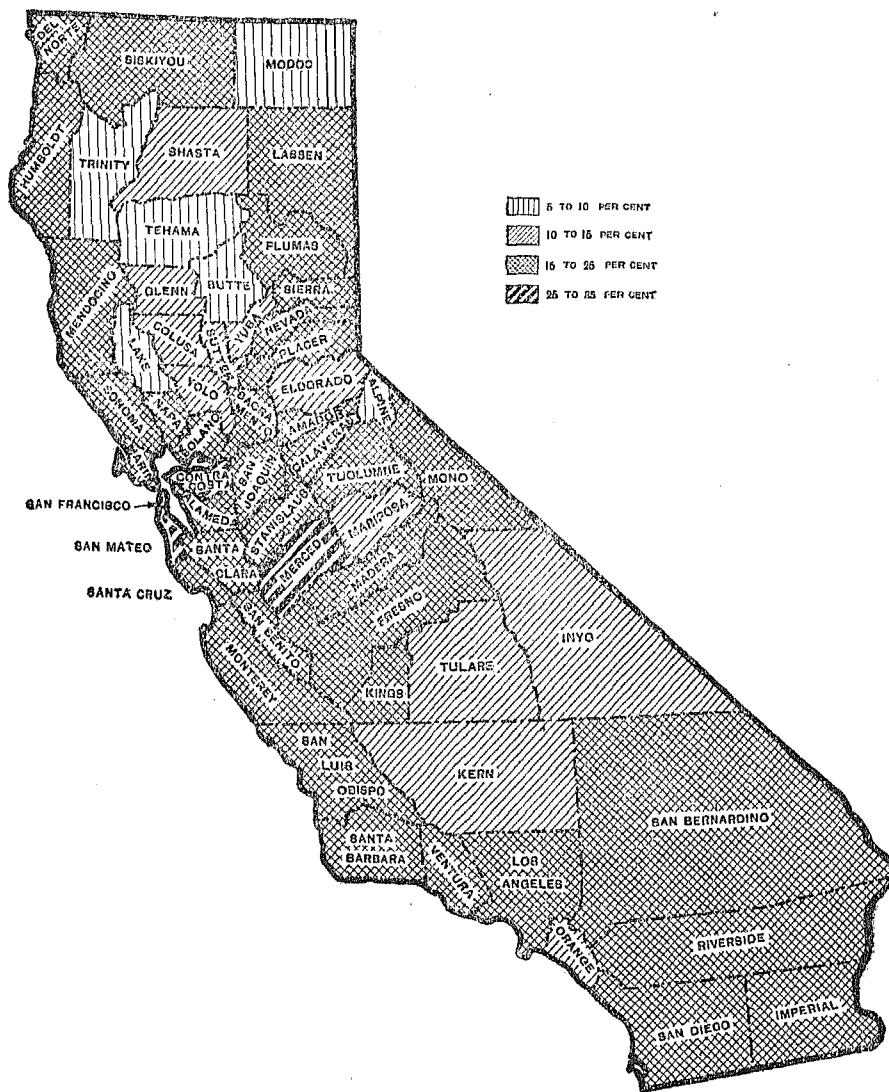 DEL NORTE
SISKIYOU
MODOC
HUMBOLDT
TRINITY
SHASTA
LASSEN
5 TO 10 PER CENT
10 TO 15 PER CENT
15 TO 25 PER CENT
25 TO 35 PER CENT
TEHAMA
PLUMAS
BUTTE
GLENN
SIERRA
MENDOCINO
COLUSA
SUTTER
YUBA
NEVADA
PLACER
LAKE
YOLO
ELDORADO
SONOMA
NAPA
SACRA
MENTO
ALPINE
AMADOR
SOLANO
CALAVERAS
MARIN
CONTRA
COSTA
SAN
JOAQUIN
TUOLUMNE
MONO
ALAMEDA
STANISLAUS
MARIPOSA
SAN FRANCISCO
SAN MATEO
SANTA
CLARA
MERCED
MADERA
SANTA CRUZ
SAN BENITO
FRESNO
INYO
MONTEREY
TULARE
KINGS
SAN
LUIS
OBISPO
KERN
SAN BERNARDINO
SANTA
BARBARA
VENTURA
LOS
ANGELES
ORANGE
RIVERSIDE
SAN DIEGO
IMPERIAL